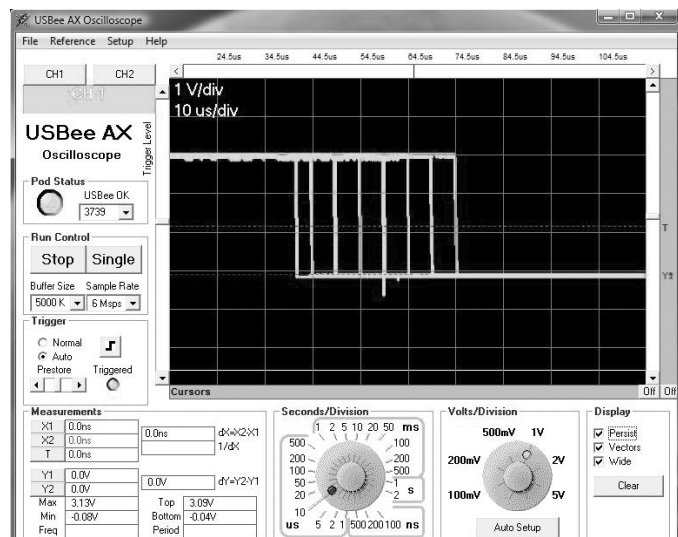 USBee AX Oscilloscope
File Reference Setup Help
24.5us 34.5us 44.5us 54.5us 64.5us 74.5us 84.5us 94.5us 104.5us
CH1 CH2
CH 1
1 V/div
10 us/div
USBee AX
Oscilloscope
Trigger Level
Pod Status
USBee OK
3739
T
Run Control
Stop Single
Y2
Buffer Size Sample Rate
5000 K 6 Msps
Trigger
Normal
Auto
Prestore Triggered
Cursors Off Off
Measurements
X1 0.0ns
X2 0.0ns
T 0.0ns
0.0ns dX=X2-X1
1/dX
Y1 0.0V
Y2 0.0V
0.0V dY=Y2-Y1
Max 3.13V Top 3.09V
Min -0.08V Bottom -0.04V
Freq Period
Seconds/Division
1 2 5 10 20 50 ms
500 100
200 200
100 500
50 1
20 2 s
10
us 5 2 1 500 200 100 ns
Volts/Division
500mV 1V
200mV 2V
100mV 5V
Auto Setup
Display
Persist
Vectors
Wide
Clear